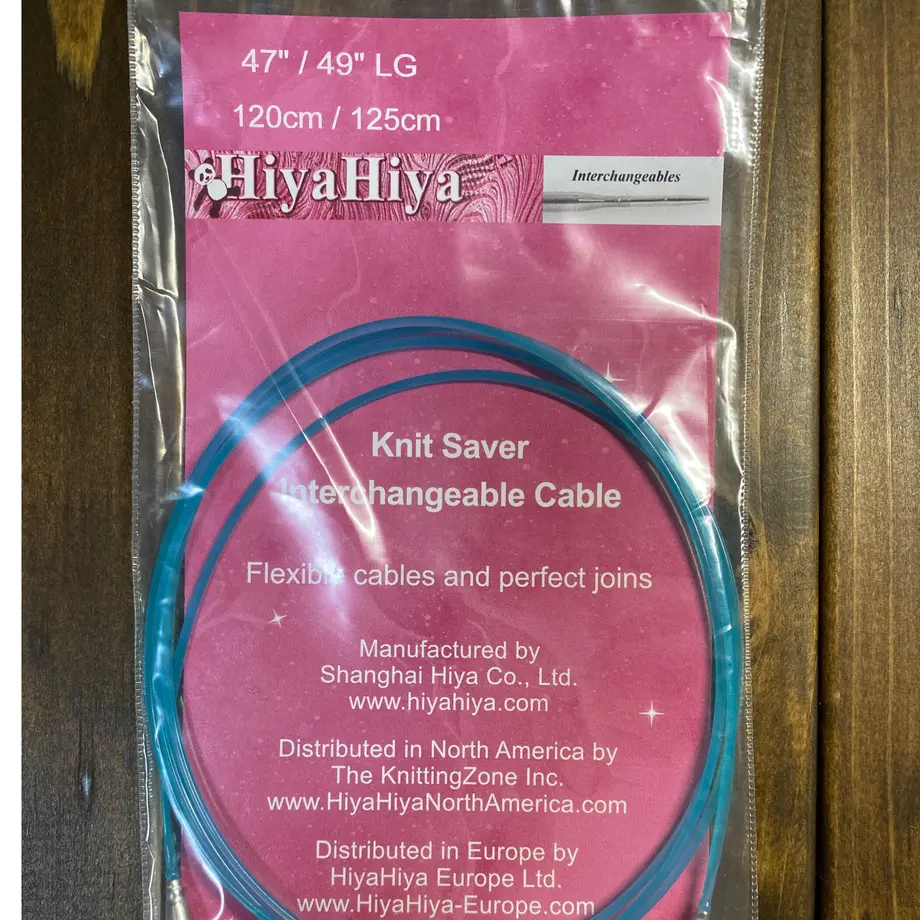 47" / 49" LG
120cm / 125cm
HiyaHiya
Interchangeables
Knit Saver
Interchangeable Cable
Flexible cables and perfect joins
Manufactured by
Shanghai Hiya Co., Ltd.
www.hiyahiya.com
Distributed in North America by
The KnittingZone Inc.
www.HiyaHiyaNorthAmerica.com
Distributed in Europe by
HiyaHiya Europe Ltd.
www.HiyaHiya-Europe.com